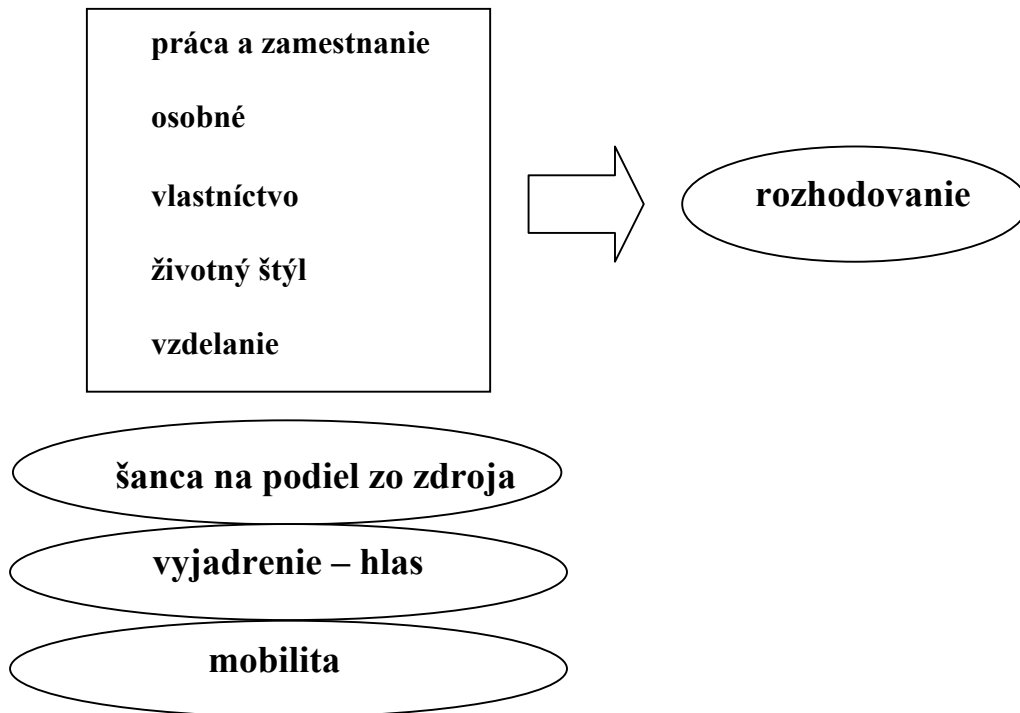 práca a zamestnanie
osobné
vlastníctvo
životný štýl
vzdelanie
rozhodovanie
šanca na podiel zo zdroja
vyjadrenie – hlas
mobilita